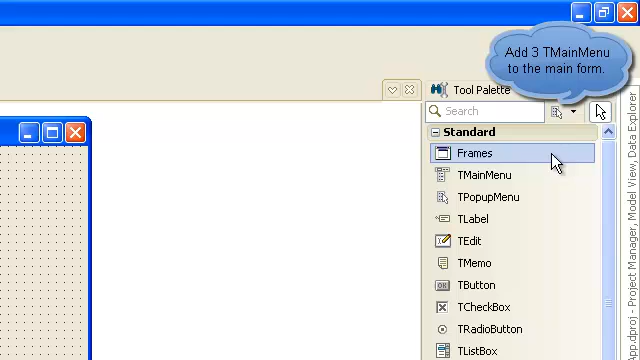 Add 3 TMainMenu
to the main form.
Tool Palette
Search
Standard
Frames
TMainMenu
TPopupMenu
TLabel
TEdit
TMemo
TButton
TCheckBox
TRadioButton
TListBox
pp.dproj - Project Manager, Model View, Data Explorer